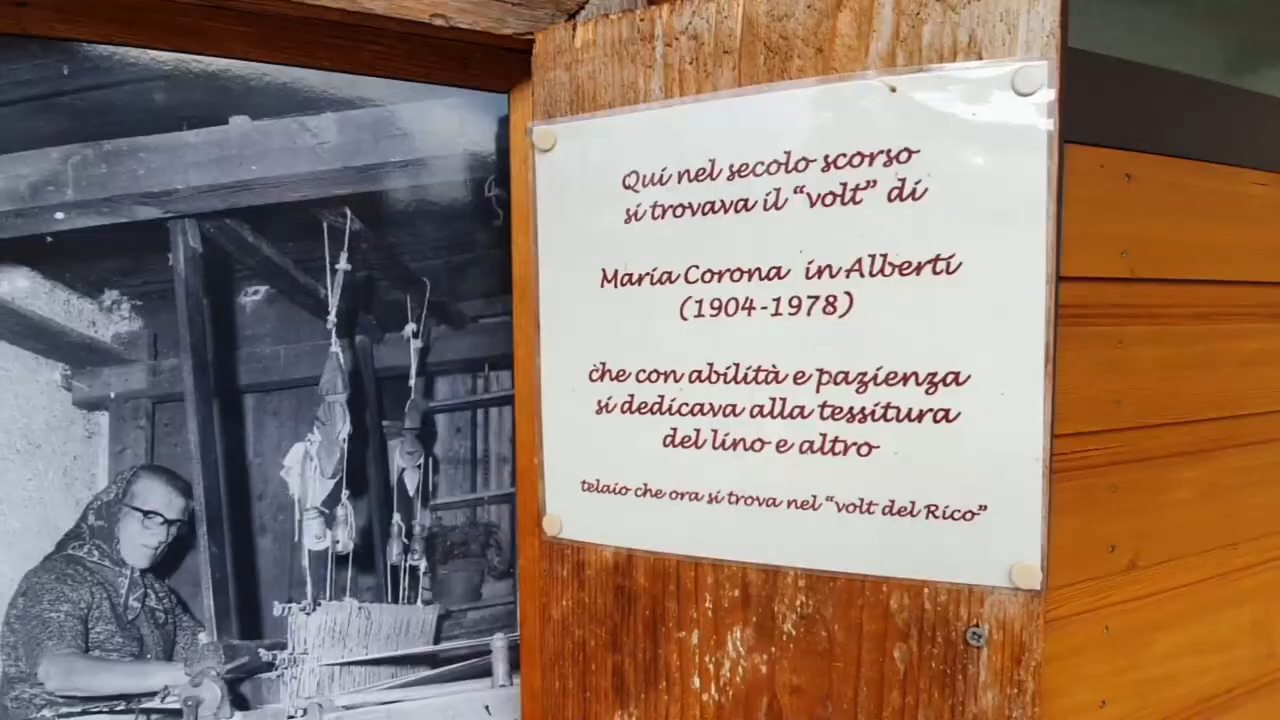 Qui nel secolo scorso
si trovava il "volt" di
Maria Corona in Alberti
(1904-1978)
che con abilità e pazienza
si dedicava alla tessitura
del lino e altro
telaio che ora si trova nel "volt del Rico"